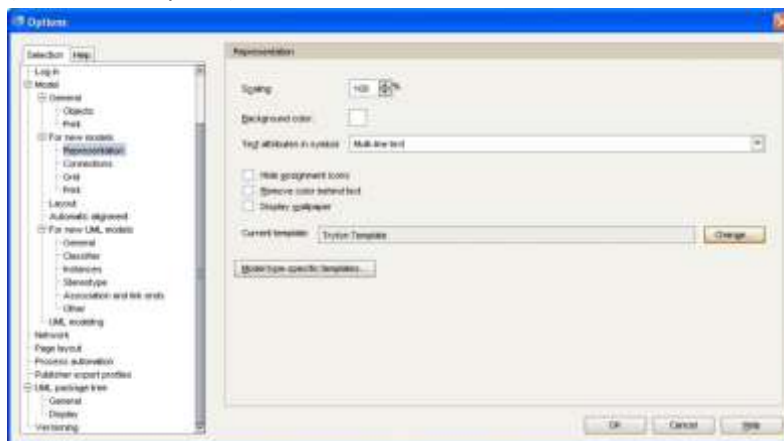 Options
Selection
Help
Log in
Model
General
Objects
Print
For new models
Representation
Connections
Grid
Print
Layout
Automatic alignment
For new UML models
General
Classifier
Instances
Stereotype
Association and link ends
Other
UML modeling
Network
Page layout
Process automation
Publisher export profiles
UML package tree
General
Display
Versioning
Representation
Scaling: 100 %
Background color:
Text attributes in symbol: Multi-line text
Hide assignment icons
Remove color behind text
Display wallpaper
Current template: Template
Change...
Model type-specific templates...
OK
Cancel
Help